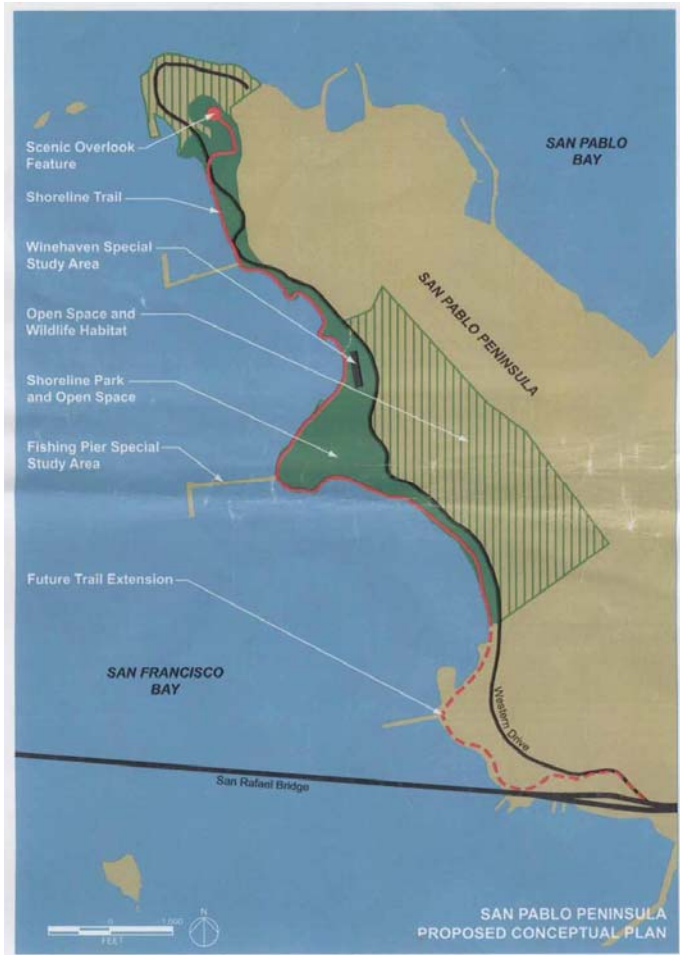 SAN PABLO
BAY
Scenic Overlook
Feature
Shoreline Trail
Winehaven Special
Study Area
Open Space and
Wildlife Habitat
SAN PABLO PENINSULA
Shoreline Park
and Open Space
Fishing Pier Special
Study Area
Future Trail Extension
SAN FRANCISCO
BAY
Western Drive
San Rafael Bridge
0
FEET
N
SAN PABLO PENINSULA
PROPOSED CONCEPTUAL PLAN